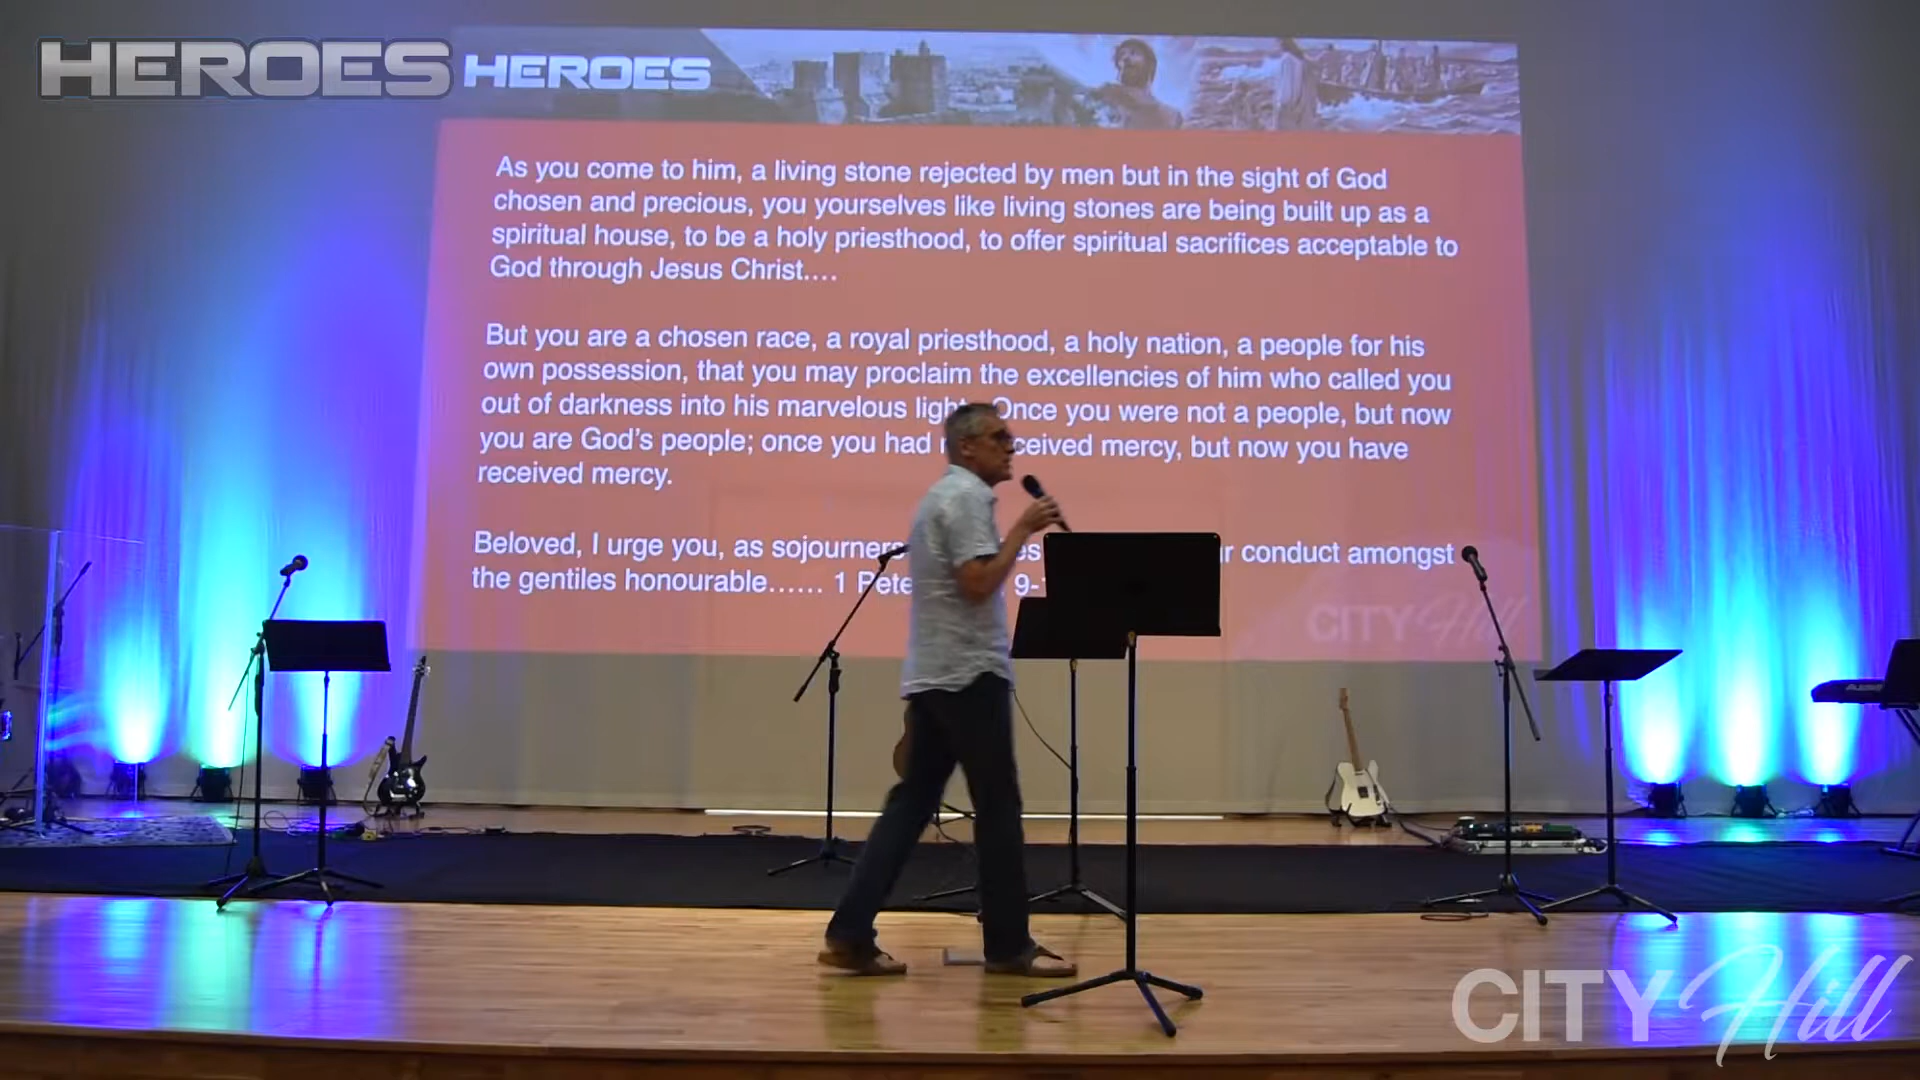 HEROES
HEROES
As you come to him, a living stone rejected by men but in the sight of God
chosen and precious, you yourselves like living stones are being built up as a
spiritual house, to be a holy priesthood, to offer spiritual sacrifices acceptable to
God through Jesus Christ....
But you are a chosen race, a royal priesthood, a holy nation, a people for his
own possession, that you may proclaim the excellencies of him who called you
out of darkness into his marvelous light Once you were not a people, but now
you are God's people; once you had received mercy, but now you have
received mercy.
Beloved, I urge you, as sojourners conduct amongst
the gentiles honourable...... 1 Pete 9-
CITY Hill
CITY Hill